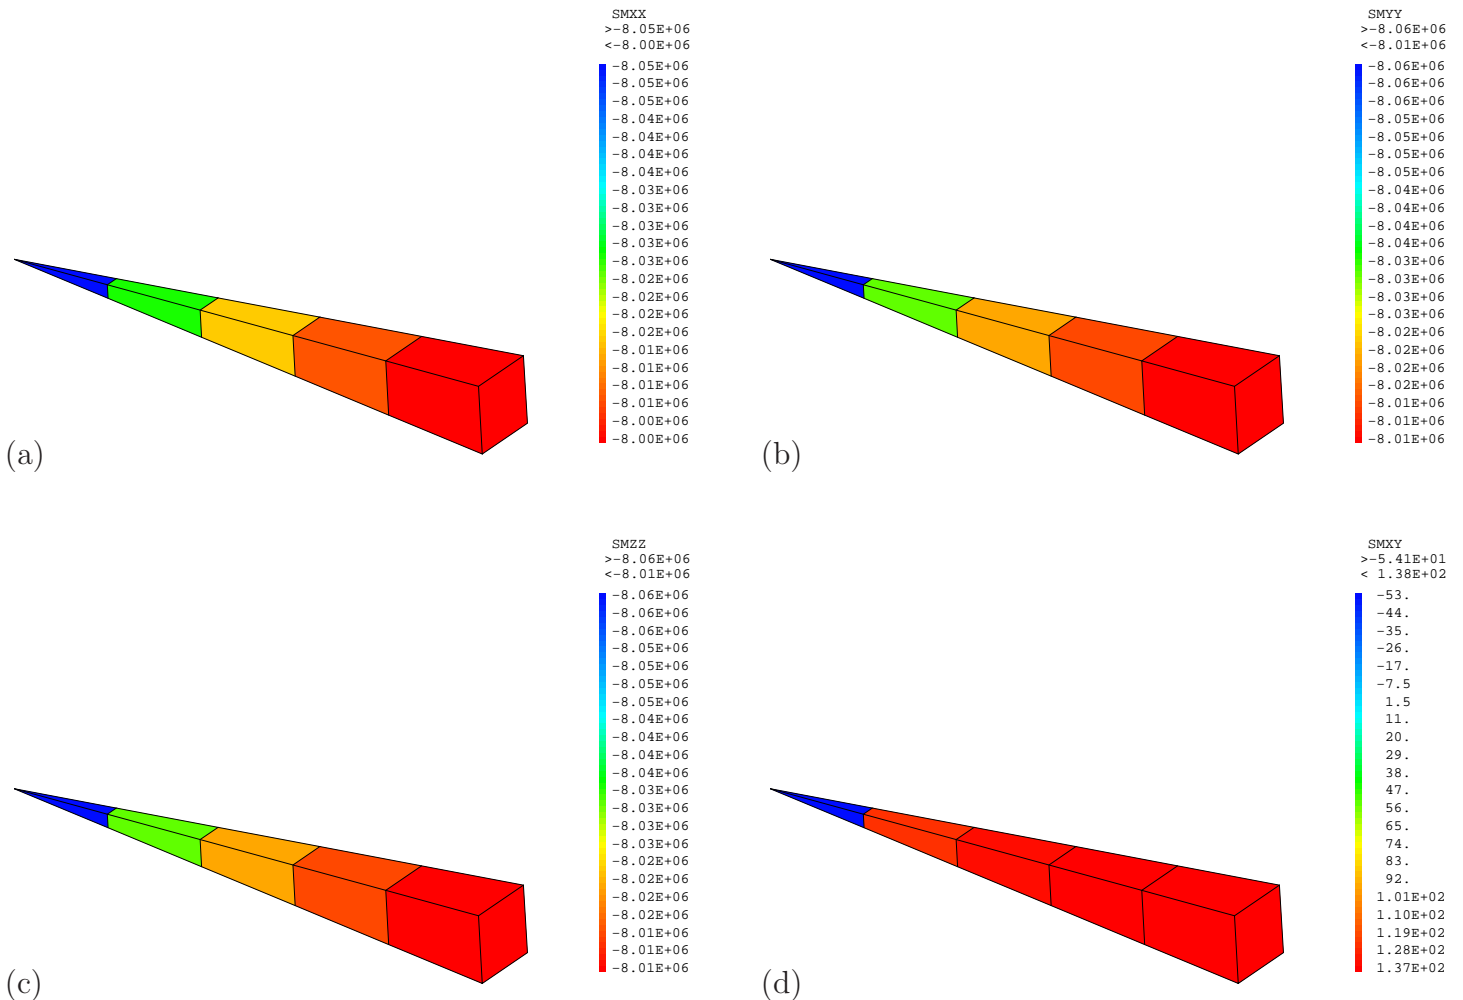 SMXX
>-8.05E+06
<-8.00E+06
-8.05E+06
-8.05E+06
-8.05E+06
-8.04E+06
-8.04E+06
-8.04E+06
-8.04E+06
-8.03E+06
-8.03E+06
-8.03E+06
-8.03E+06
-8.02E+06
-8.02E+06
-8.02E+06
-8.02E+06
-8.01E+06
-8.01E+06
-8.01E+06
-8.01E+06
-8.01E+06
-8.00E+06
-8.00E+06
(a)
SMYY
>-8.06E+06
<-8.01E+06
-8.06E+06
-8.06E+06
-8.06E+06
-8.05E+06
-8.05E+06
-8.05E+06
-8.05E+06
-8.04E+06
-8.04E+06
-8.04E+06
-8.04E+06
-8.03E+06
-8.03E+06
-8.03E+06
-8.03E+06
-8.02E+06
-8.02E+06
-8.02E+06
-8.02E+06
-8.01E+06
-8.01E+06
-8.01E+06
(b)
SMZZ
>-8.06E+06
<-8.01E+06
-8.06E+06
-8.06E+06
-8.06E+06
-8.05E+06
-8.05E+06
-8.05E+06
-8.05E+06
-8.04E+06
-8.04E+06
-8.04E+06
-8.04E+06
-8.03E+06
-8.03E+06
-8.03E+06
-8.03E+06
-8.02E+06
-8.02E+06
-8.02E+06
-8.02E+06
-8.01E+06
-8.01E+06
-8.01E+06
(c)
SMXY
>-5.41E+01
< 1.38E+02
-53.
-44.
-35.
-26.
-17.
-7.5
1.5
11.
20.
29.
38.
47.
56.
65.
74.
83.
92.
1.01E+02
1.10E+02
1.19E+02
1.28E+02
1.37E+02
(d)